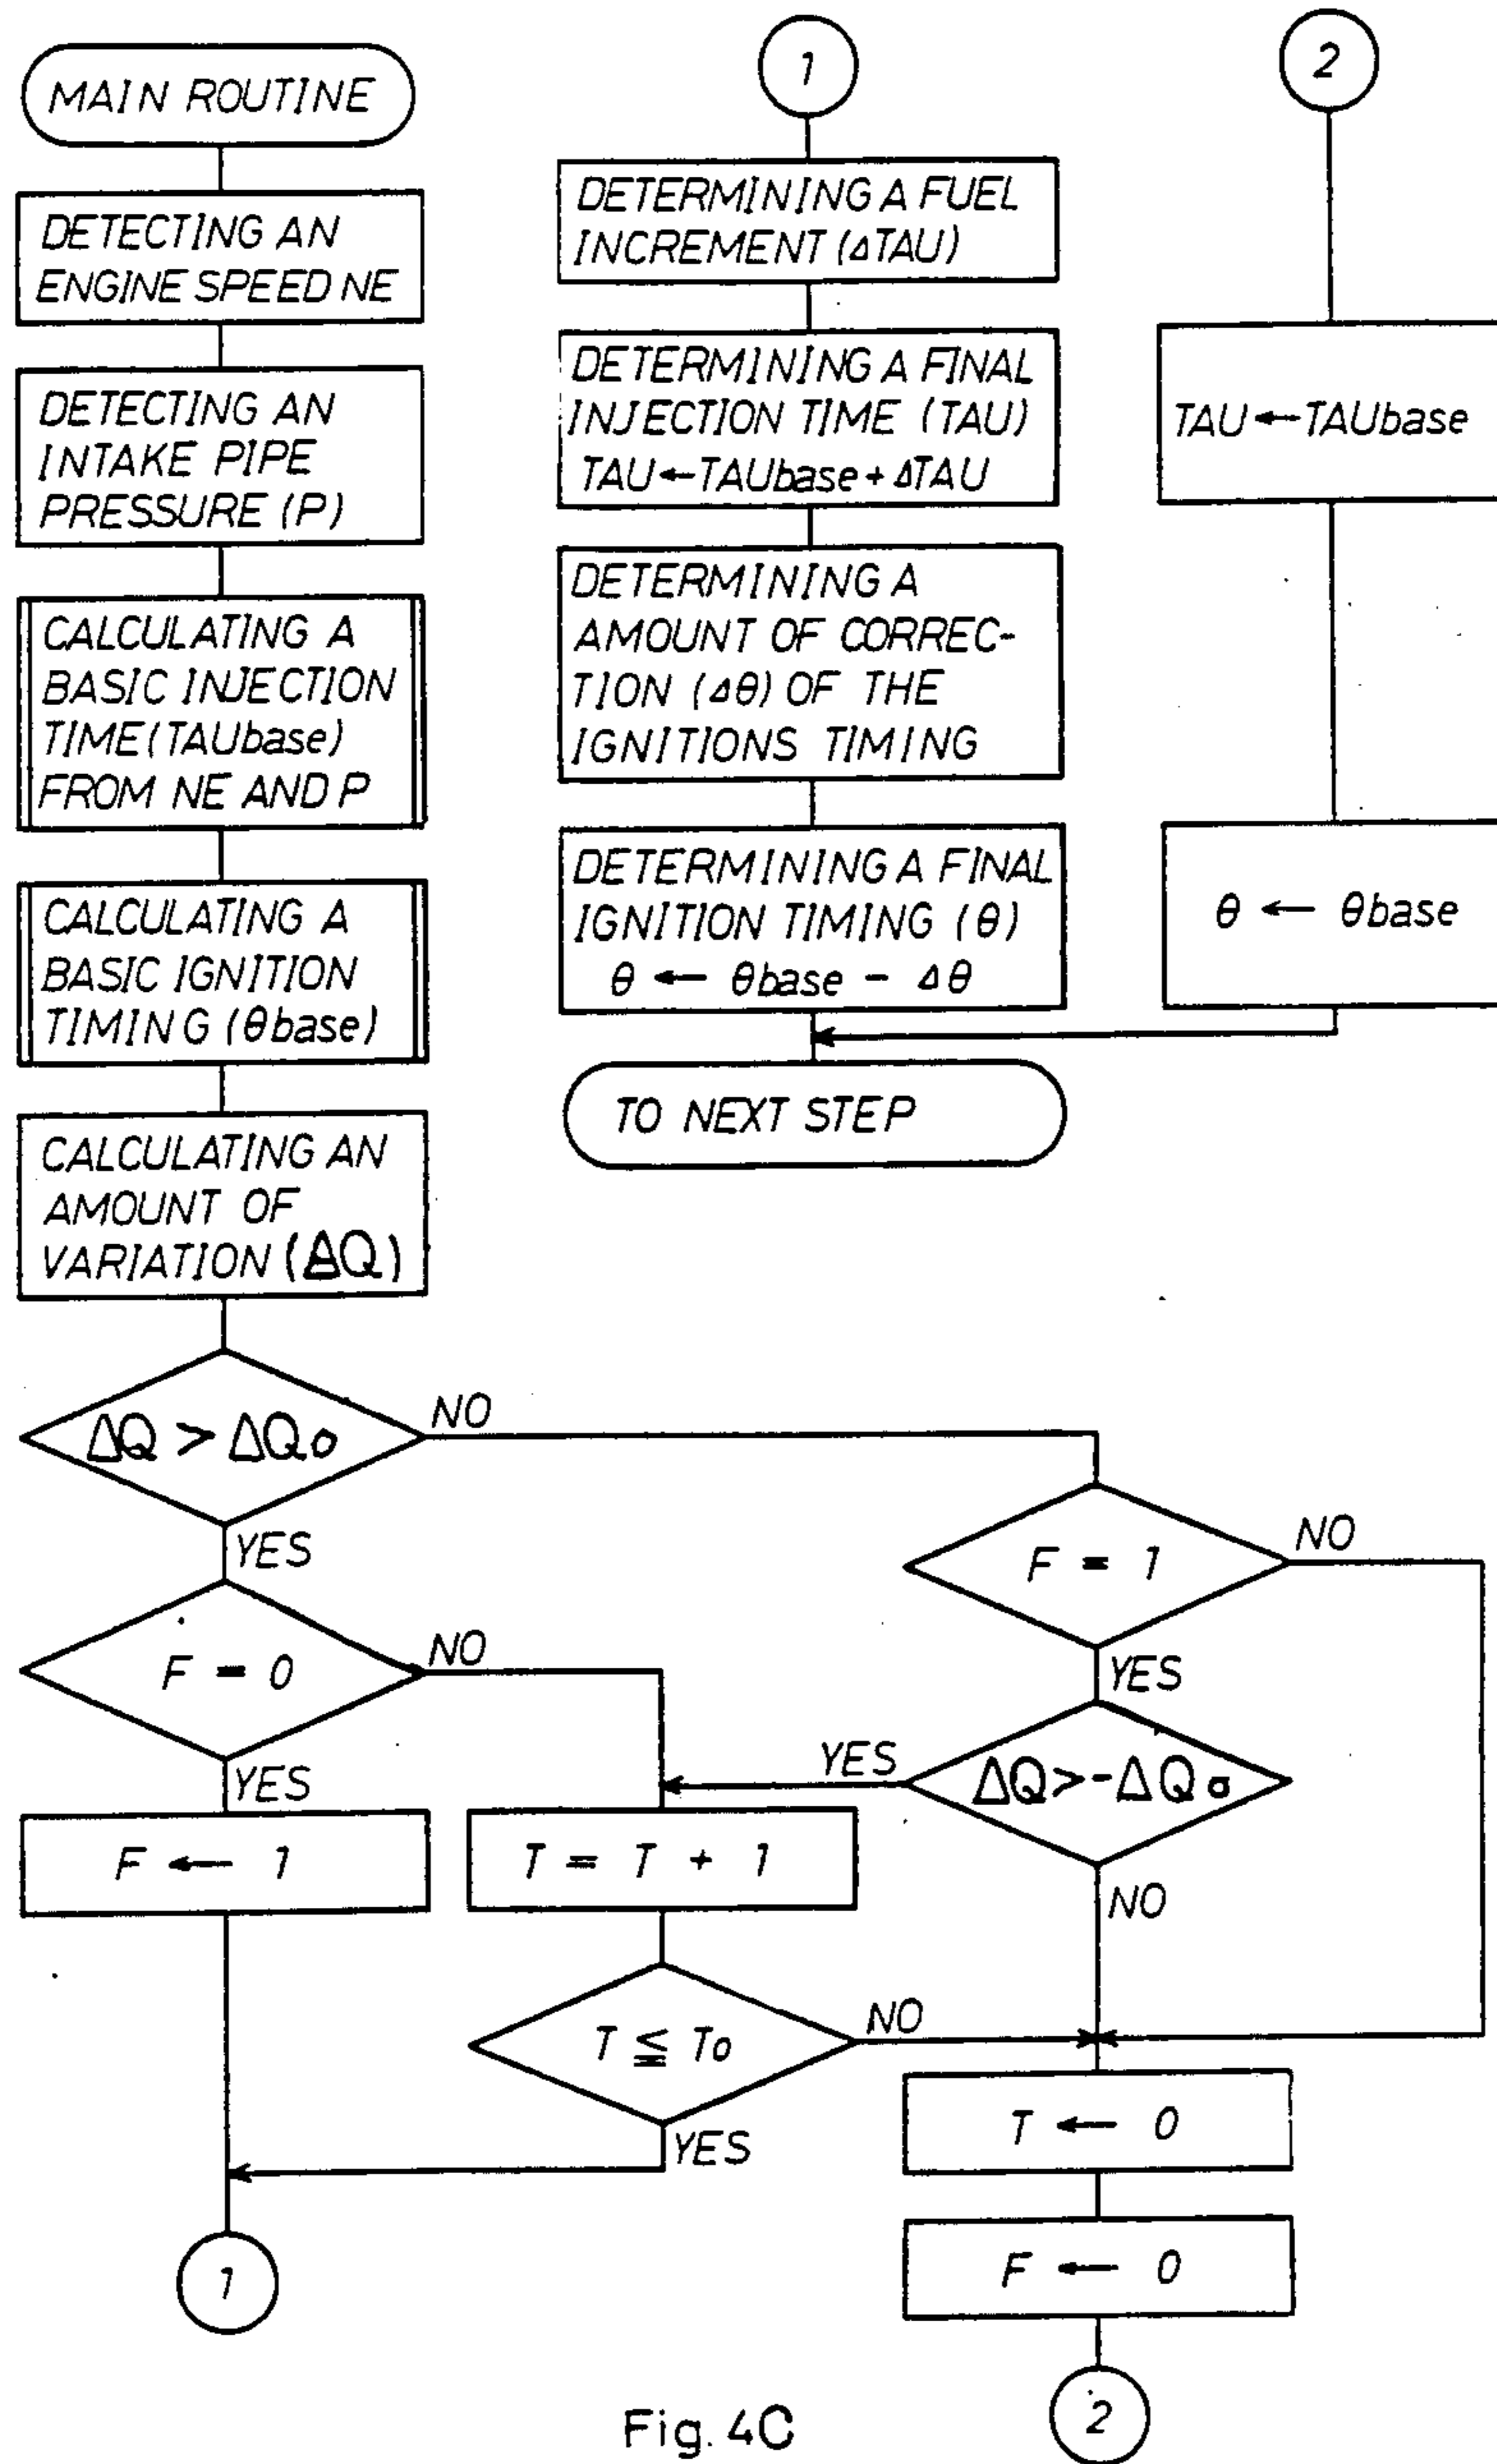 MAIN ROUTINE
DETECTING AN
ENGINE SPEED NE
DETECTING AN
INTAKE PIPE
PRESSURE (P)
CALCULATING A
BASIC INJECTION
TIME(TAUbase)
FROM NE AND P
CALCULATING A
BASIC IGNITION
TIMING (θbase)
CALCULATING AN
AMOUNT OF
VARIATION (ΔQ)
ΔQ > ΔQo
NO
YES
F = 0
NO
YES
F ← 1
1
T = T + 1
T ≦ To
NO
YES
F = 1
NO
YES
ΔQ>-ΔQo
YES
NO
T ← 0
F ← 0
2
1
DETERMINING A FUEL
INCREMENT (ΔTAU)
DETERMINING A FINAL
INJECTION TIME (TAU)
TAU←TAUbase+ΔTAU
DETERMINING A
AMOUNT OF CORREC-
TION (Δθ) OF THE
IGNITIONS TIMING
DETERMINING A FINAL
IGNITION TIMING (θ)
θ ← θbase - Δθ
TO NEXT STEP
2
TAU←TAUbase
θ ← θbase
Fig. 4C